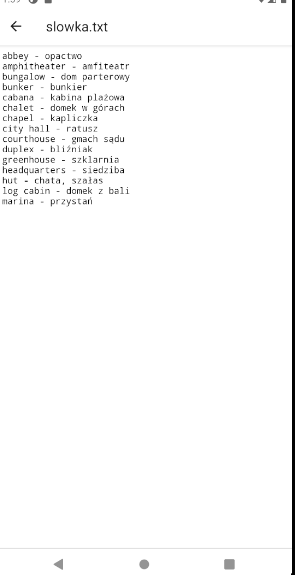 slowka.txt
abbey - opactwo
amphitheater - amfiteatr
bungalow - dom parterowy
bunker - bunkier
cabana - kabina plażowa
chalet - domek w górach
chapel - kapliczka
city hall - ratusz
courthouse - gmach sądu
duplex - bliźniak
greenhouse - szklarnia
headquarters - siedziba
hut - chata, szałas
log cabin - domek z bali
marina - przystań